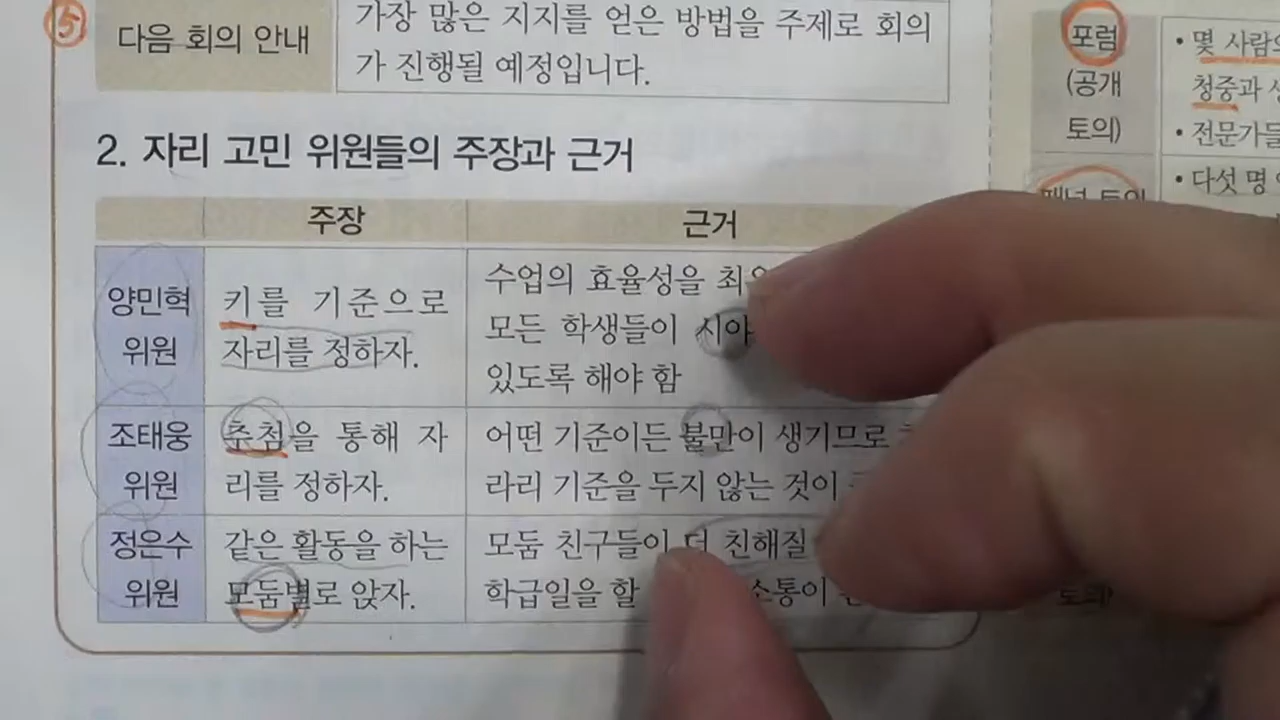 ⑤
다음 회의 안내
가장 많은 지지를 얻은 방법을 주제로 회의
가 진행될 예정입니다.
2. 자리 고민 위원들의 주장과 근거
주장
근거
양민혁
위원
키를 기준으로
자리를 정하자.
수업의 효율성을
모든 학생들이 시야
있도록 해야 함
조태웅
위원
추첨을 통해 자
리를 정하자.
어떤 기준이든 불만이 생기므로
라리 기준을 두지 않는 것이
정은수
위원
같은 활동을 하는
모둠별로 앉자.
모둠 친구들이 더 친해질
학급일을 할 소통이
포럼
(공개
토의)
• 몇 사람의
청중과
• 전문가들
패널 토의
• 다섯 명
토의)